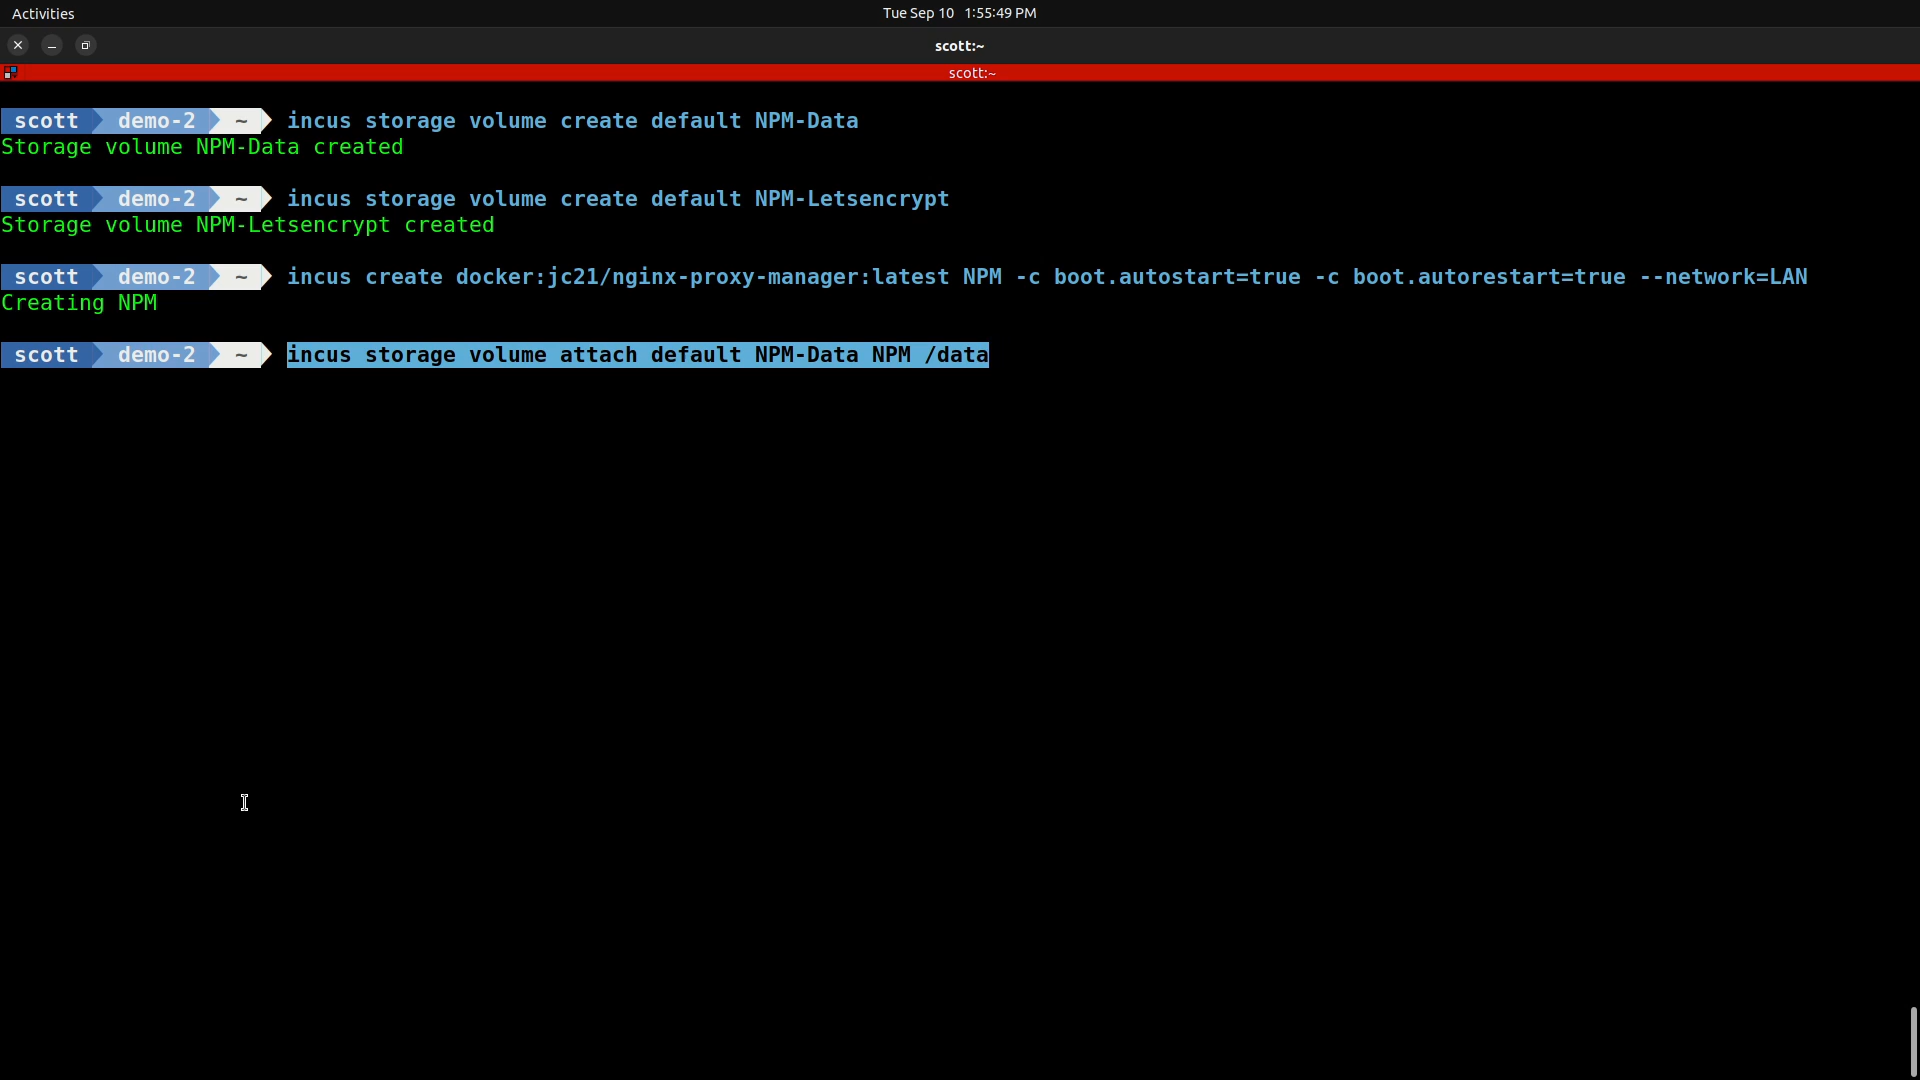 Activities
Tue Sep 10 1:55:49 PM
scott:~
scott:~
scott demo-2 ~ incus storage volume create default NPM-Data
Storage volume NPM-Data created
scott demo-2 ~ incus storage volume create default NPM-Letsencrypt
Storage volume NPM-Letsencrypt created
scott demo-2 ~ incus create docker:jc21/nginx-proxy-manager:latest NPM -c boot.autostart=true -c boot.autorestart=true --network=LAN
Creating NPM
scott demo-2 ~ incus storage volume attach default NPM-Data NPM /data